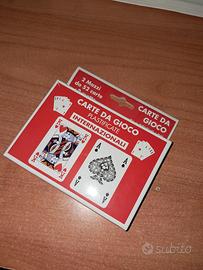 2 Mazzi
da 52 carte
CARTE DA
GIOCO
CARTE DA GIOCO
PLASTIFICATE
INTERNAZIONALI
K
A
A
subito